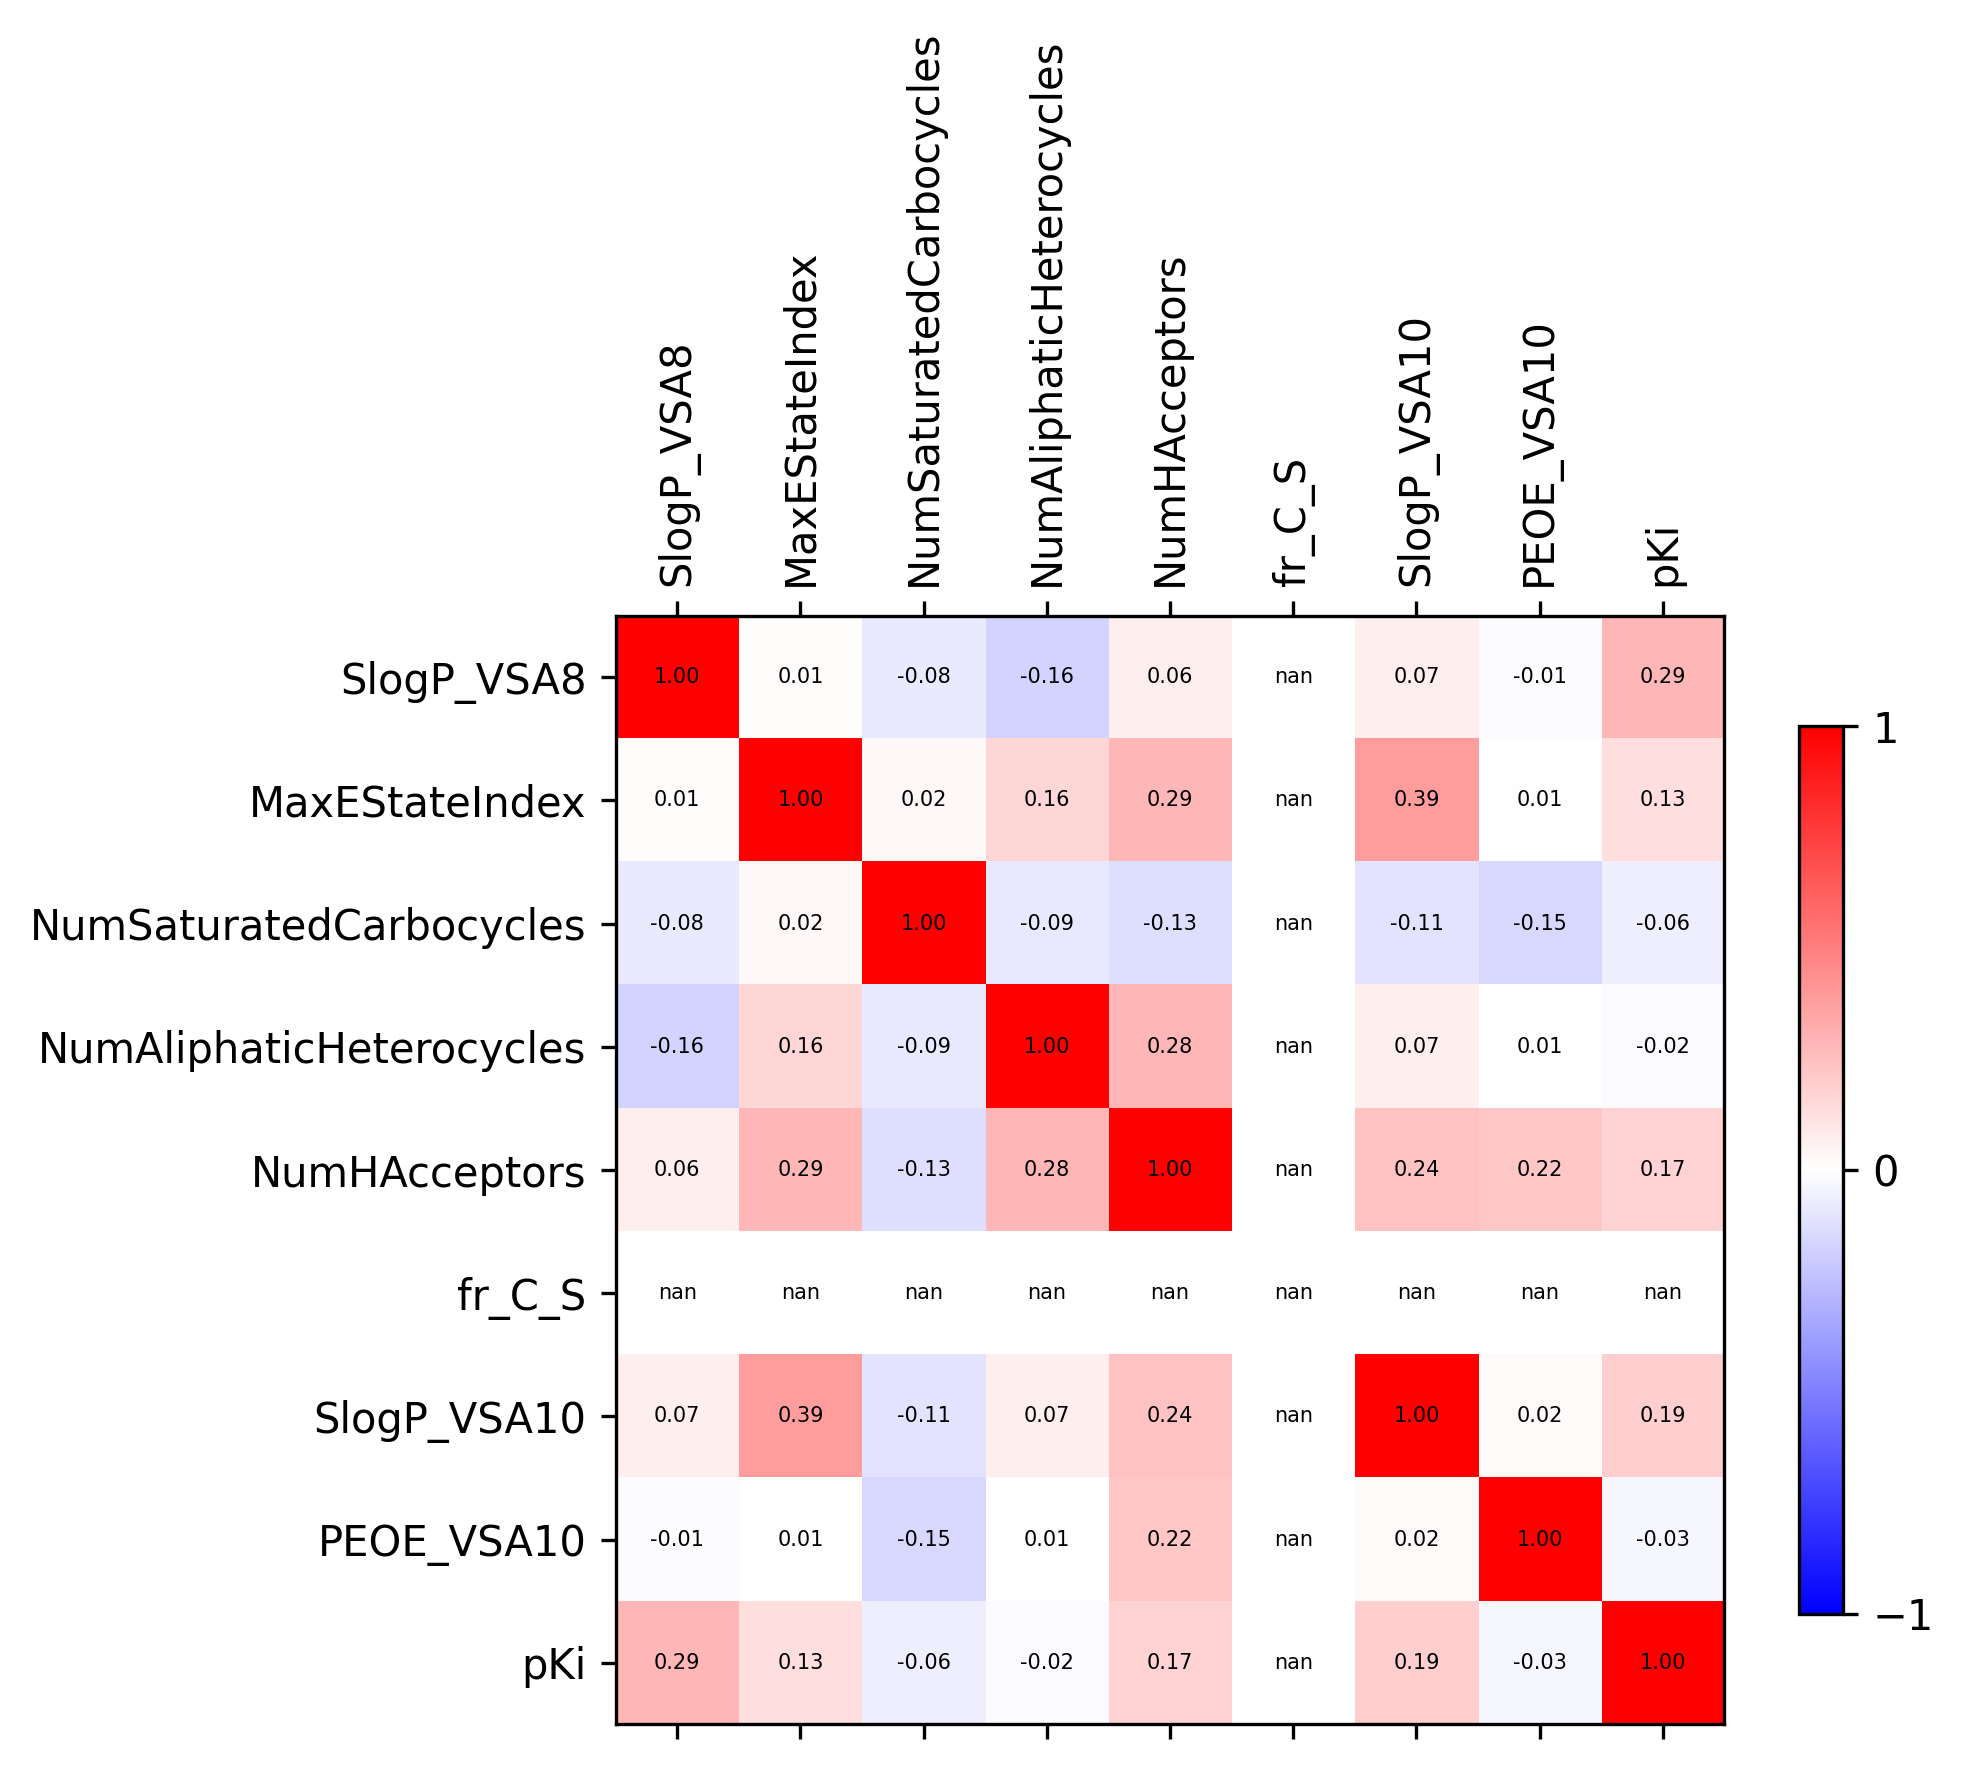 SlogP_VSA8
MaxEStateIndex
NumSaturatedCarbocycles
NumAliphaticHeterocycles
NumHAcceptors
fr_C_S
SlogP_VSA10
PEOE_VSA10
pKi
SlogP_VSA8 1.00 0.01 -0.08 -0.16 0.06 nan 0.07 -0.01 0.29
MaxEStateIndex 0.01 1.00 0.02 0.16 0.29 nan 0.39 0.01 0.13
NumSaturatedCarbocycles -0.08 0.02 1.00 -0.09 -0.13 nan -0.11 -0.15 -0.06
NumAliphaticHeterocycles -0.16 0.16 -0.09 1.00 0.28 nan 0.07 0.01 -0.02
NumHAcceptors 0.06 0.29 -0.13 0.28 1.00 nan 0.24 0.22 0.17
fr_C_S nan nan nan nan nan nan nan nan nan
SlogP_VSA10 0.07 0.39 -0.11 0.07 0.24 nan 1.00 0.02 0.19
PEOE_VSA10 -0.01 0.01 -0.15 0.01 0.22 nan 0.02 1.00 -0.03
pKi 0.29 0.13 -0.06 -0.02 0.17 nan 0.19 -0.03 1.00
1
0
−1